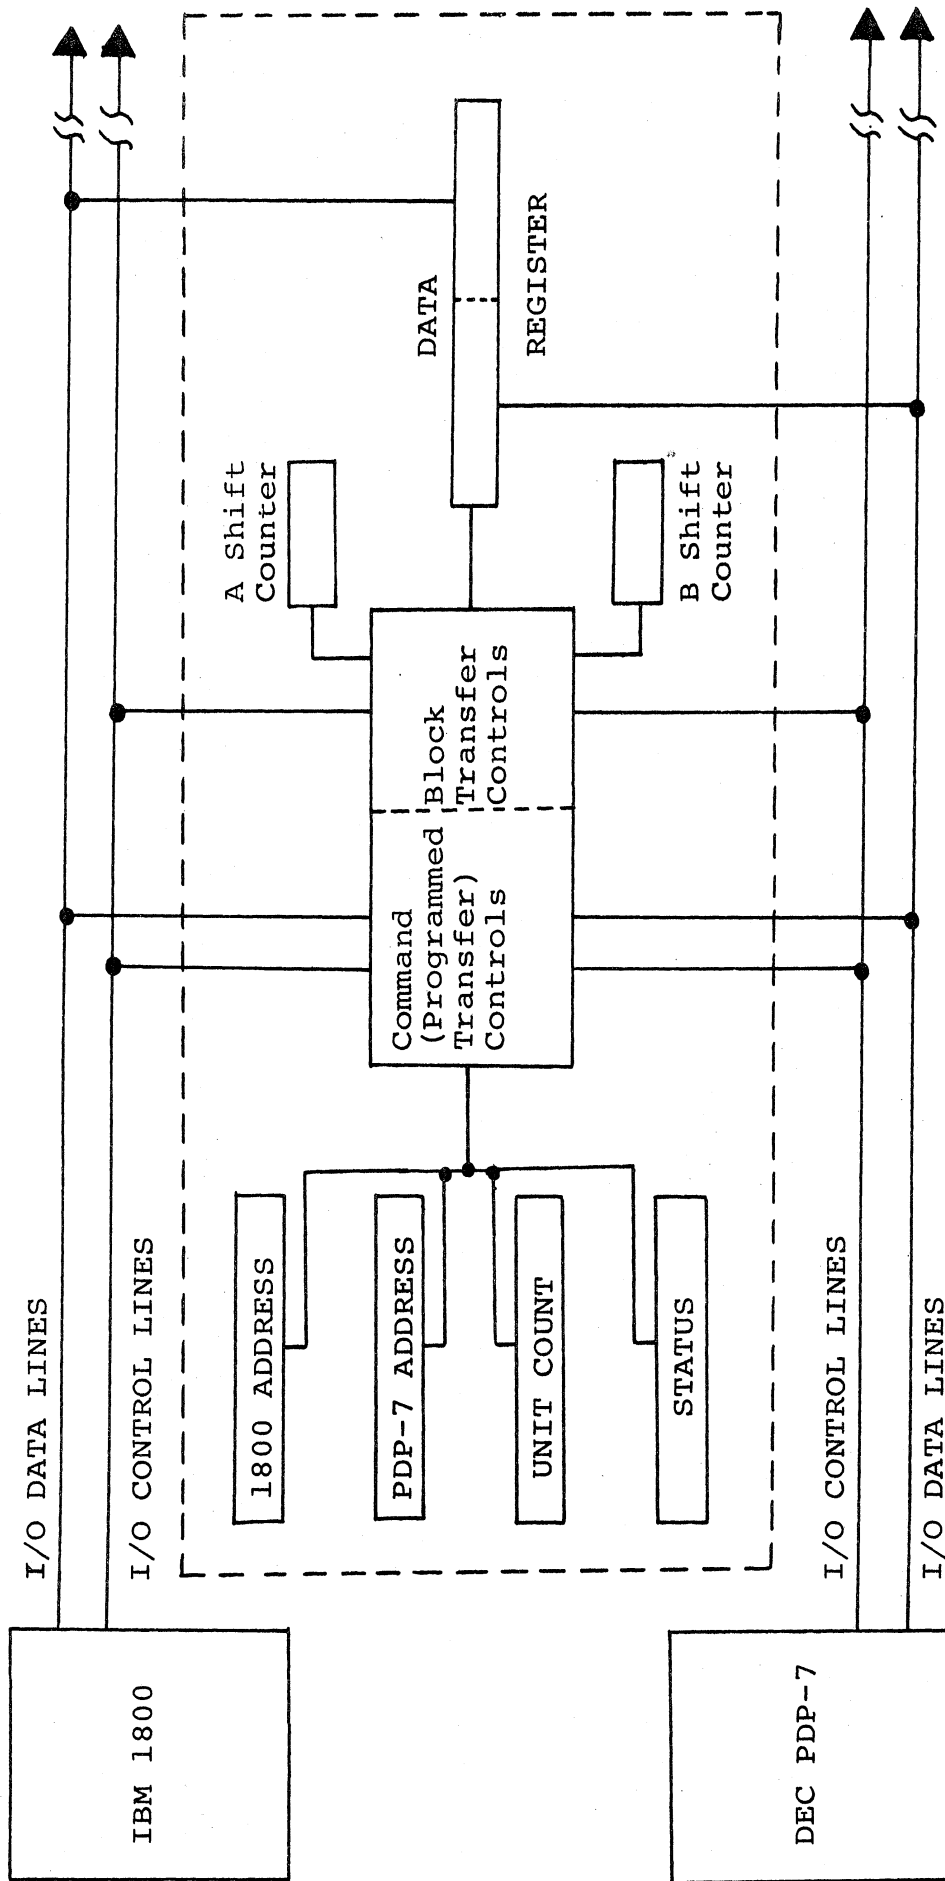 I/O DATA LINES
I/O CONTROL LINES
IBM 1800
1800 ADDRESS
PDP-7 ADDRESS
UNIT COUNT
STATUS
Command
(Programmed
Transfer)
Controls
Block
Transfer
Controls
A Shift
Counter
B Shift
Counter
DATA
REGISTER
I/O CONTROL LINES
I/O DATA LINES
DEC PDP-7